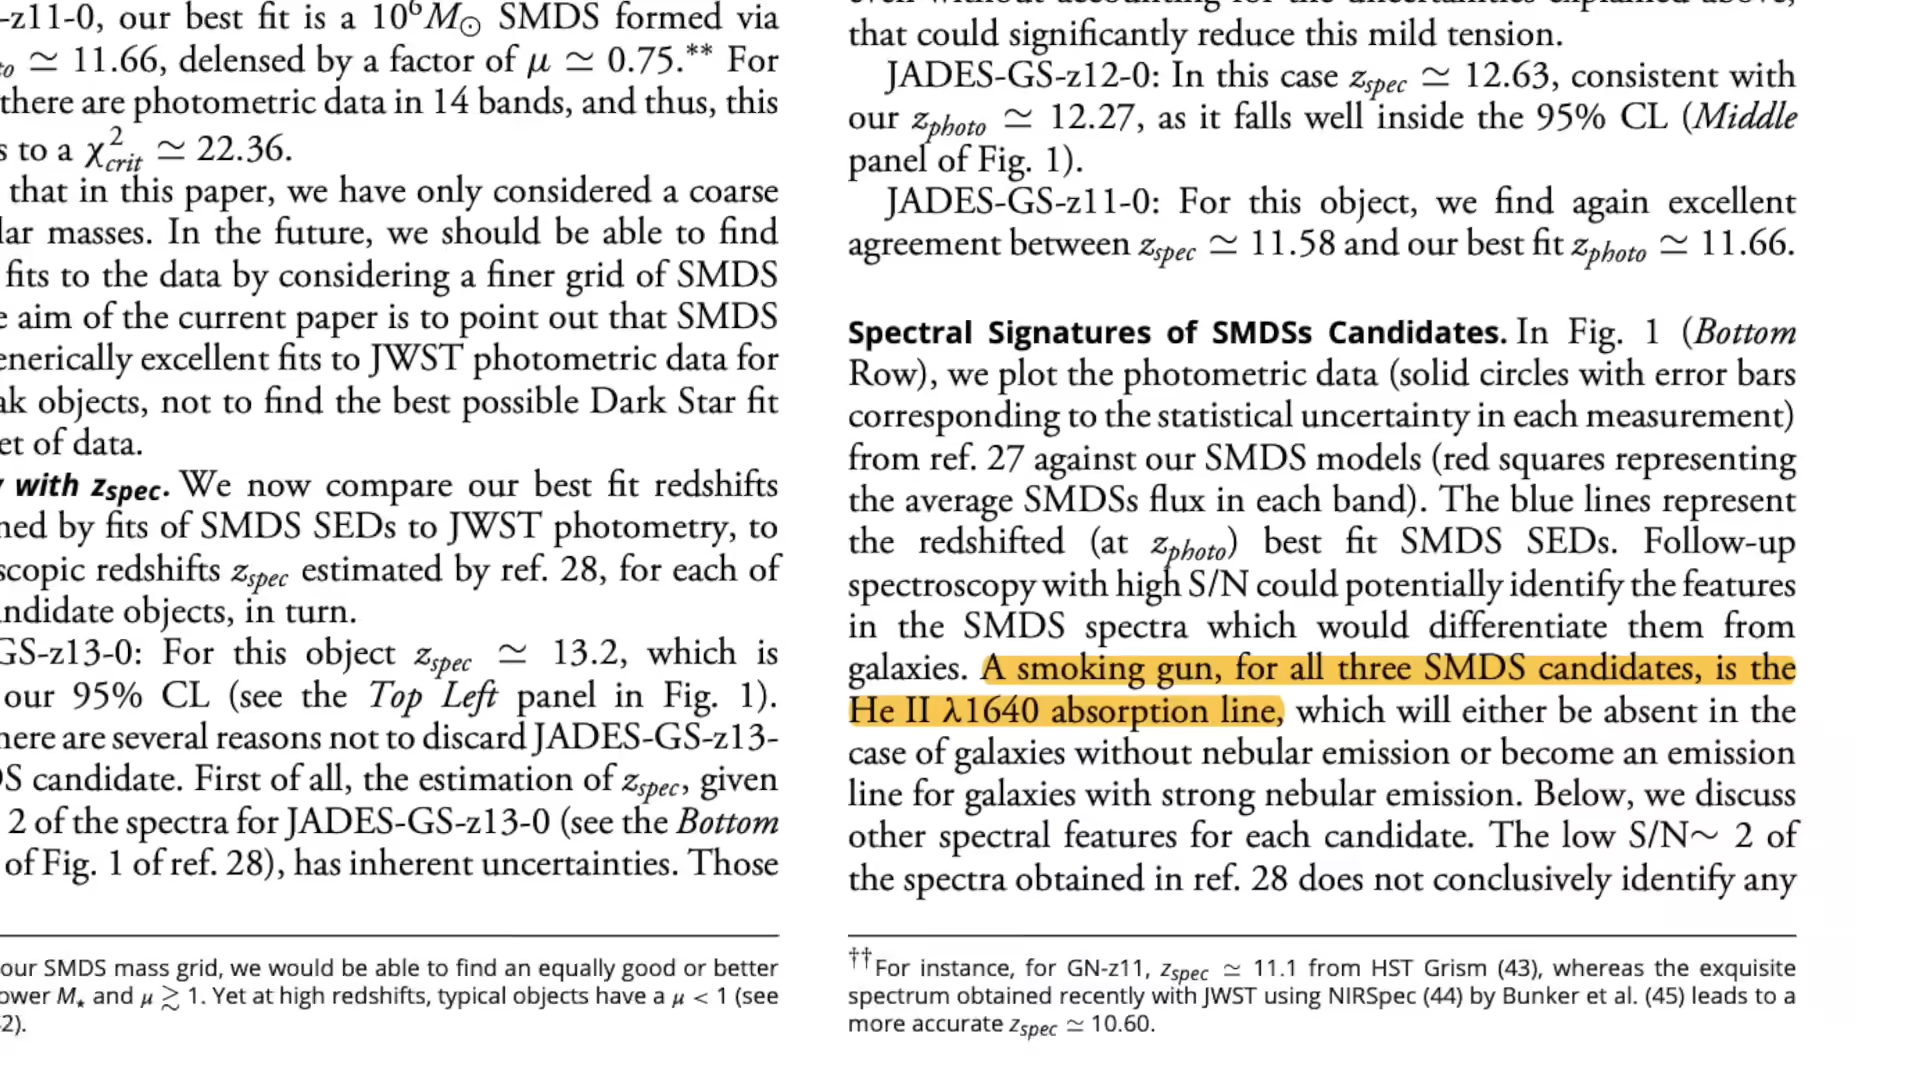 -z11-0, our best fit is a 10⁶M⊙ SMDS formed via
to ≃ 11.66, delensed by a factor of μ ≃ 0.75.** For
there are photometric data in 14 bands, and thus, this
s to a χ²crit ≃ 22.36.
that in this paper, we have only considered a coarse
lar masses. In the future, we should be able to find
fits to the data by considering a finer grid of SMDS
e aim of the current paper is to point out that SMDS
enerically excellent fits to JWST photometric data for
ak objects, not to find the best possible Dark Star fit
et of data.
with zspec. We now compare our best fit redshifts
ned by fits of SMDS SEDs to JWST photometry, to
scopic redshifts zspec estimated by ref. 28, for each of
ndidate objects, in turn.
GS-z13-0: For this object zspec ≃ 13.2, which is
our 95% CL (see the Top Left panel in Fig. 1).
here are several reasons not to discard JADES-GS-z13-
S candidate. First of all, the estimation of zspec, given
2 of the spectra for JADES-GS-z13-0 (see the Bottom
of Fig. 1 of ref. 28), has inherent uncertainties. Those
our SMDS mass grid, we would be able to find an equally good or better
ower M⋆ and μ ≳ 1. Yet at high redshifts, typical objects have a μ < 1 (see
2).
even without accounting for the uncertainties explained above,
that could significantly reduce this mild tension.
JADES-GS-z12-0: In this case zspec ≃ 12.63, consistent with
our zphoto ≃ 12.27, as it falls well inside the 95% CL (Middle
panel of Fig. 1).
JADES-GS-z11-0: For this object, we find again excellent
agreement between zspec ≃ 11.58 and our best fit zphoto ≃ 11.66.
Spectral Signatures of SMDSs Candidates. In Fig. 1 (Bottom
Row), we plot the photometric data (solid circles with error bars
corresponding to the statistical uncertainty in each measurement)
from ref. 27 against our SMDS models (red squares representing
the average SMDSs flux in each band). The blue lines represent
the redshifted (at zphoto) best fit SMDS SEDs. Follow-up
spectroscopy with high S/N could potentially identify the features
in the SMDS spectra which would differentiate them from
galaxies. A smoking gun, for all three SMDS candidates, is the
He II λ1640 absorption line, which will either be absent in the
case of galaxies without nebular emission or become an emission
line for galaxies with strong nebular emission. Below, we discuss
other spectral features for each candidate. The low S/N∼ 2 of
the spectra obtained in ref. 28 does not conclusively identify any
††For instance, for GN-z11, zspec ≃ 11.1 from HST Grism (43), whereas the exquisite
spectrum obtained recently with JWST using NIRSpec (44) by Bunker et al. (45) leads to a
more accurate zspec ≃ 10.60.